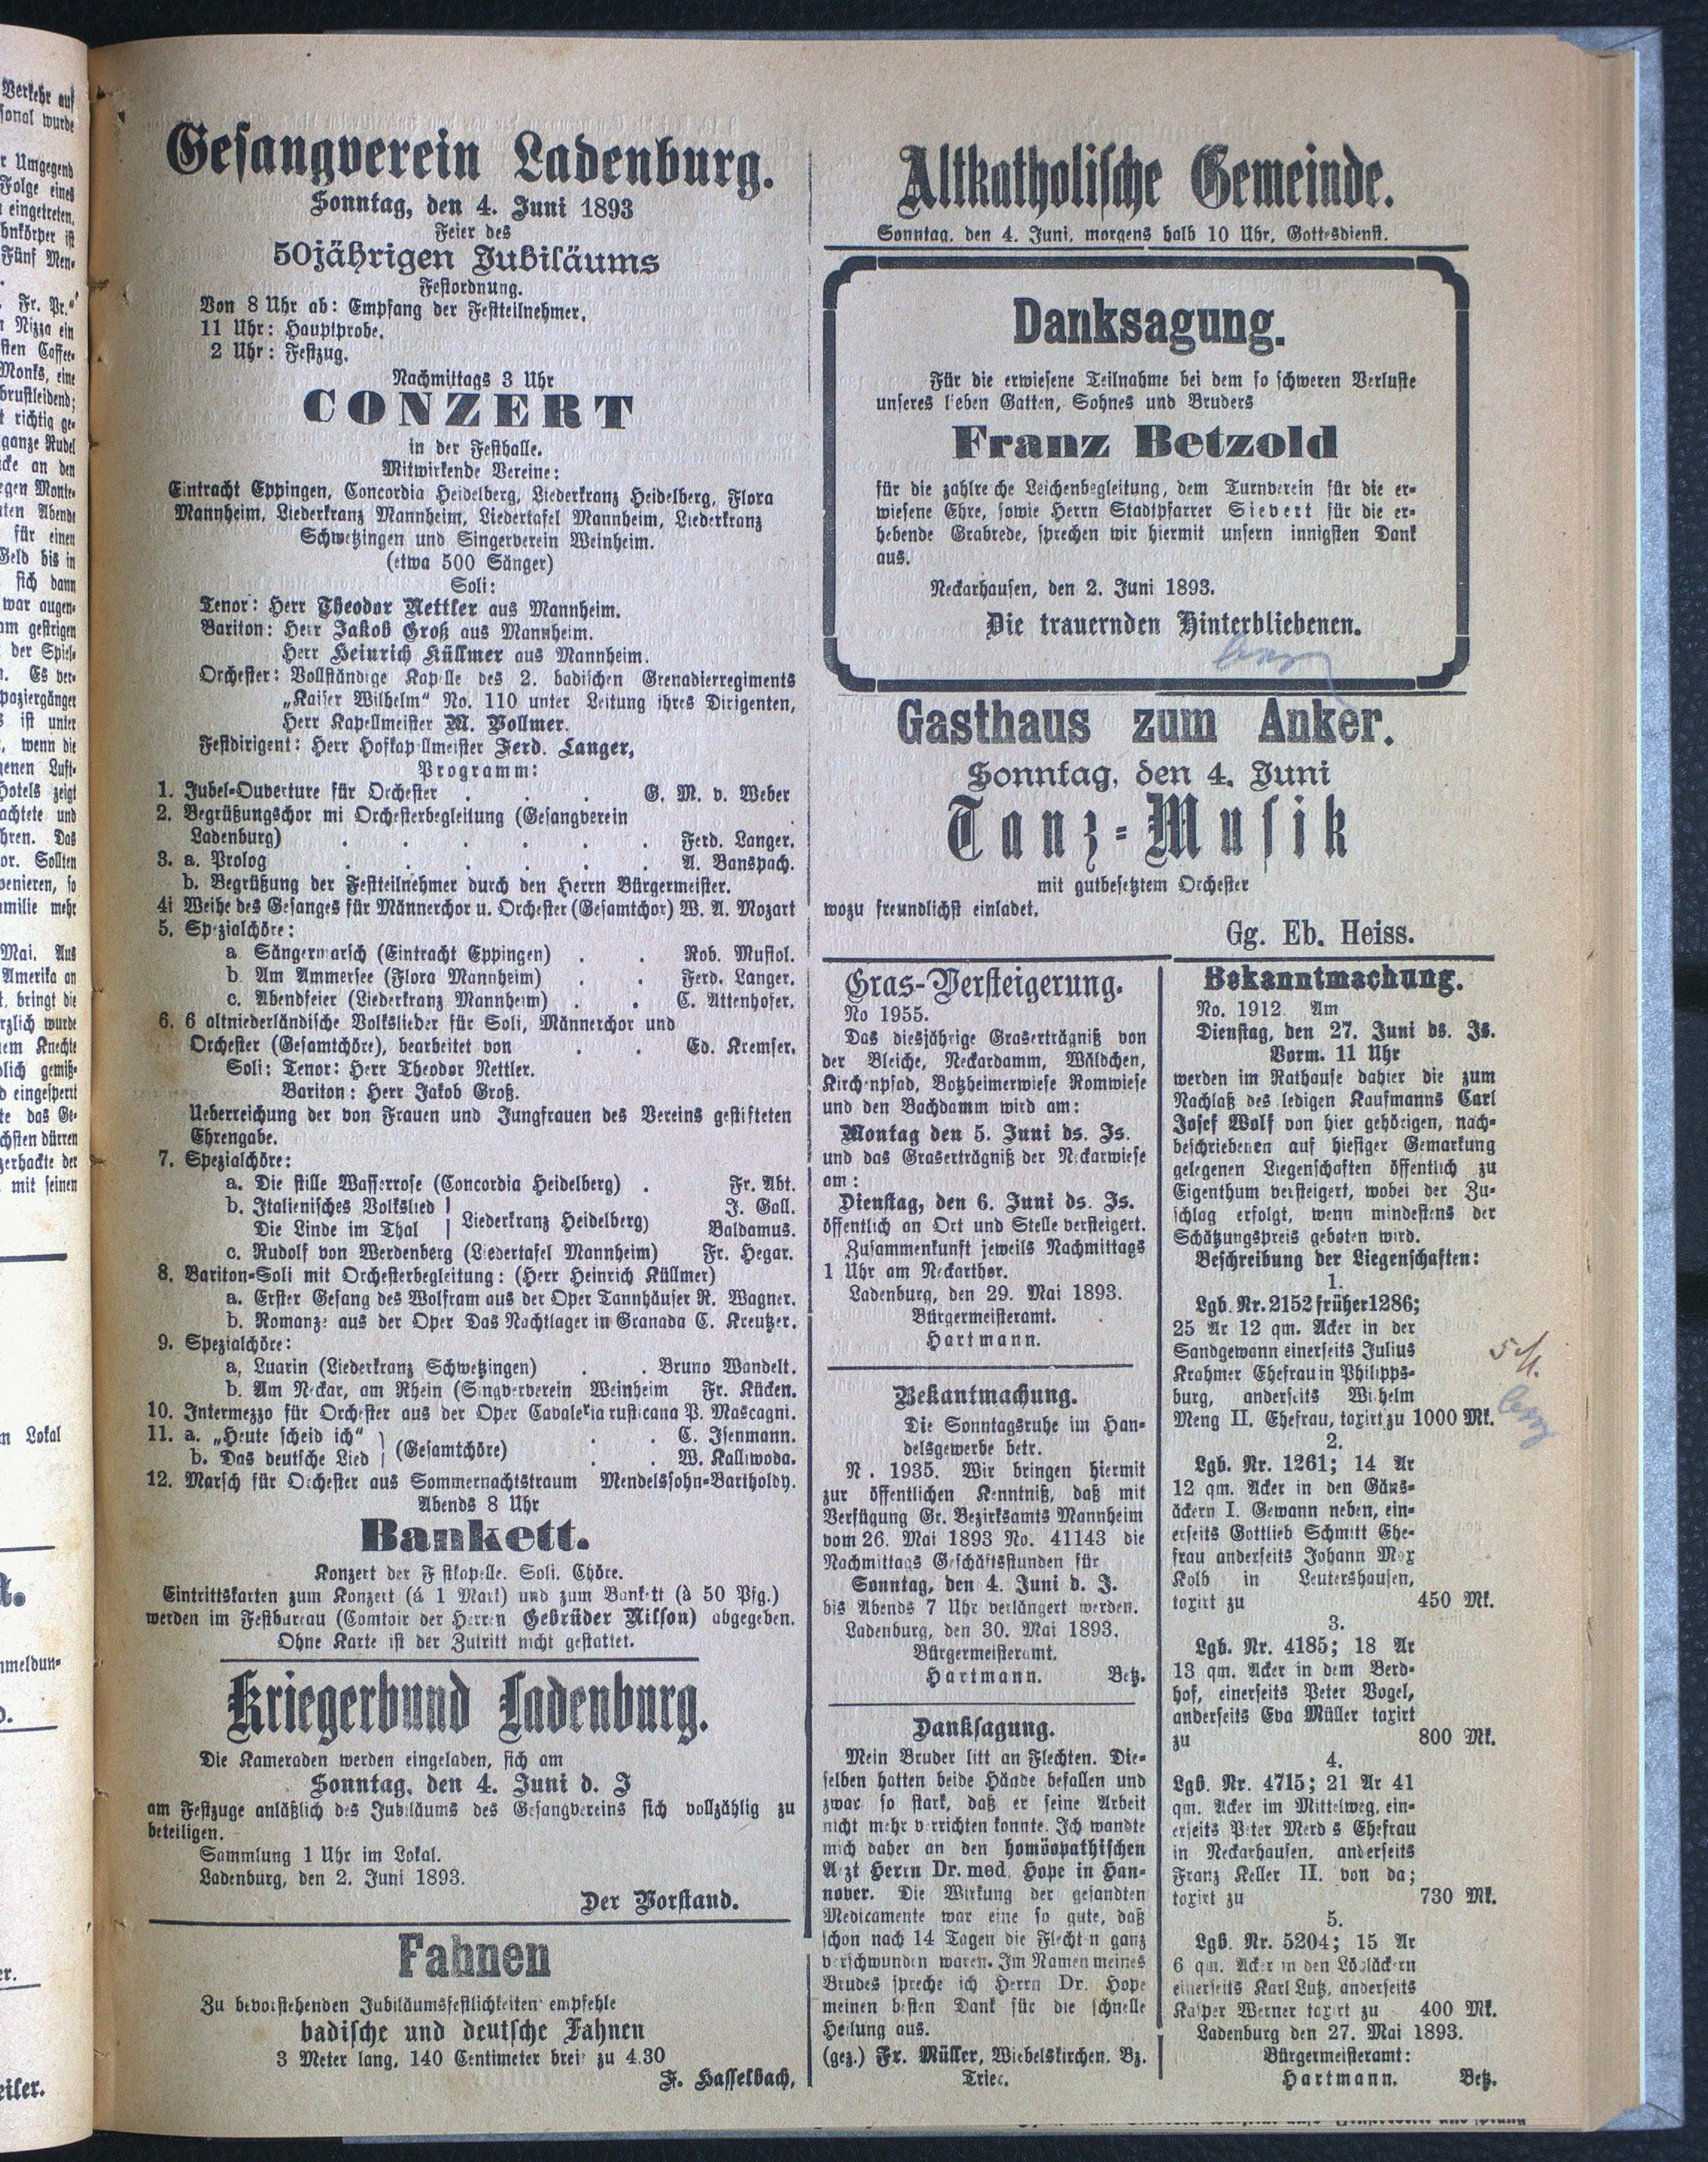 Gesangverein Ladenburg.
Sonntag, den 4. Juni 1893
Feier des
50jährigen Jubiläums
Festordnung.
Von 8 Uhr ab: Empfang der Festteilnehmer.
11 Uhr: Hauptprobe.
2 Uhr: Festzug.
Nachmittags 3 Uhr
CONZERT
in der Festhalle.
Mitwirkende Vereine:
Eintracht Eppingen, Concordia Heidelberg, Liederkranz Heidelberg, Flora
Mannheim, Liederkranz Mannheim, Liedertafel Mannheim, Liederkranz
Schwetzingen und Singerverein Weinheim.
(etwa 500 Sänger)
Soli:
Tenor: Herr Theodor Nettler aus Mannheim.
Bariton: Herr Jakob Groß aus Mannheim.
Herr Heinrich Küllmer aus Mannheim.
Orchester: Vollständige Kapelle des 2. badischen Grenadierregiments
„Kaiser Wilhelm“ No. 110 unter Leitung ihres Dirigenten,
Herr Kapellmeister M. Vollmer.
Festdirigent: Herr Hofkapellmeister Ferd. Langer,
Programm:
1. Jubel-Ouverture für Orchester . . . G. M. v. Weber
2. Begrüßungschor mi Orchesterbegleitung (Gesangverein
Ladenburg) . . . . . . Ferd. Langer.
3. a. Prolog . . . . . A. Banspach.
b. Begrüßung der Festteilnehmer durch den Herrn Bürgermeister.
4i Weihe des Gesanges für Männerchor u. Orchester (Gesamtchor) W. A. Mozart
5. Spezialchöre:
a Sängermarsch (Eintracht Eppingen) . . Rob. Mustol.
b. Am Ammersee (Flora Mannheim) . . Ferd. Langer.
c. Abendfeier (Liederkranz Mannheim) . . C. Attenhofer.
6. 6 altniederländische Volkslieder für Soli, Männerchor und
Orchester (Gesamtchöre), bearbeitet von . . Ed. Kremser.
Soli: Tenor: Herr Theodor Nettler.
Bariton: Herr Jakob Groß.
Ueberreichung der von Frauen und Jungfrauen des Vereins gestifteten
Ehrengabe.
7. Spezialchöre:
a. Die stille Wasserrose (Concordia Heidelberg) . Fr. Abt.
b. Italienisches Volkslied | J. Gall.
Die Linde im Thal | Liederkranz Heidelberg) Baldamus.
c. Rudolf von Werdenberg (Liedertafel Mannheim) Fr. Hegar.
8. Bariton-Soli mit Orchesterbegleitung: (Herr Heinrich Küllmer)
a. Erster Gesang des Wolfram aus der Oper Tannhäuser R. Wagner.
b. Romanze aus der Oper Das Nachtlager in Granada C. Kreutzer.
9. Spezialchöre:
a, Luarin (Liederkranz Schwetzingen) . . Bruno Wandelt.
b. Am Neckar, am Rhein (Singververein Weinheim Fr. Kücken.
10. Intermezzo für Orchester aus der Oper Cavaleria rusticana P. Mascagni.
11. a. „Heute scheid ich“ ) . . C. Isenmann.
b. Das deutsche Lied | (Gesamtchöre) . . W. Kalliwoda.
12. Marsch für Orchester aus Sommernachtstraum Mendelssohn-Bartholdy.
Abends 8 Uhr
Bankett.
Konzert der Festkapelle. Soli. Chöre.
Eintrittskarten zum Konzert (á 1 Mark) und zum Bankett (à 50 Pfg.)
werden im Festbureau (Comtoir der Herren Gebrüder Nilson) abgegeben.
Ohne Karte ist der Zutritt nicht gestattet.
Kriegerbund Ladenburg.
Die Kameraden werden eingeladen, sich am
Sonntag, den 4. Juni d. J
am Festzuge anläßlich des Jubiläums des Gesangvereins sich vollzählig zu
beteiligen.
Sammlung 1 Uhr im Lokal.
Ladenburg, den 2. Juni 1893.
Der Vorstand.
Fahnen
Zu bevorstehenden Jubiläumsfestlichkeiten empfehle
badische und deutsche Fahnen
3 Meter lang, 140 Centimeter breit zu 4.30
F. Hasselbach,
Altkatholische Gemeinde.
Sonntag, den 4. Juni, morgens halb 10 Uhr, Gottesdienst.
Danksagung.
Für die erwiesene Teilnahme bei dem so schweren Verluste
unseres lieben Gatten, Sohnes und Bruders
Franz Betzold
für die zahlreiche Leichenbegleitung, dem Turnverein für die er-
wiesene Ehre, sowie Herrn Stadtpfarrer Sievert für die er-
hebende Grabrede, sprechen wir hiermit unsern innigsten Dank
aus.
Neckarhausen, den 2. Juni 1893.
Die trauernden Hinterbliebenen.
Gasthaus zum Anker.
Sonntag, den 4. Juni
Tanz-Musik
mit gutbesetztem Orchester
wozu freundlichst einladet.
Gg. Eb. Heiss.
Gras-Versteigerung.
No 1955.
Das diesjährige Graserträgniß von
der Bleiche, Neckardamm, Wäldchen,
Kirchenpfad, Botzheimerwiese Romwiese
und den Bachdamm wird am:
Montag den 5. Juni ds. Js.
und das Graserträgniß der Neckarwiese
am:
Dienstag, den 6. Juni ds. Js.
öffentlich an Ort und Stelle versteigert.
Zusammenkunft jeweils Nachmittags
1 Uhr am Neckarthor.
Ladenburg, den 29. Mai 1893.
Bürgermeisteramt.
Hartmann.
Bekantmachung.
Die Sonntagsruhe im Han-
delsgewerbe betr.
N . 1935. Wir bringen hiermit
zur öffentlichen Kenntniß, daß mit
Verfügung Gr. Bezirksamts Mannheim
vom 26. Mai 1893 No. 41143 die
Nachmittags Geschäftsstunden für
Sonntag, den 4. Juni d. J.
bis Abends 7 Uhr verlängert werden.
Ladenburg, den 30. Mai 1893.
Bürgermeisteramt.
Hartmann. Betz.
Danksagung.
Mein Bruder litt an Flechten. Die-
selben hatten beide Hände befallen und
zwar so stark, daß er seine Arbeit
nicht mehr verrichten konnte. Ich wandte
mich daher an den homöopathischen
Arzt Herrn Dr. med. Hope in Han-
nover. Die Wirkung der gesandten
Medicamente war eine so gute, daß
schon nach 14 Tagen die Flechten ganz
verschwunden waren. Im Namen meines
Brudes spreche ich Herrn Dr. Hope
meinen besten Dank für die schnelle
Heilung aus.
(gez.) Fr. Müller, Wiebelskirchen, Bz.
Trier.
Bekanntmachung.
No. 1912. Am
Dienstag, den 27. Juni ds. Js.
Vorm. 11 Uhr
werden im Rathause dahier die zum
Nachlaß des ledigen Kaufmanns Carl
Josef Wolf von hier gehörigen, nach-
beschriebenen auf hiesiger Gemarkung
gelegenen Liegenschaften öffentlich zu
Eigenthum versteigert, wobei der Zu-
schlag erfolgt, wenn mindestens der
Schätzungspreis geboten wird.
Beschreibung der Liegenschaften:
1.
Lgb. Nr. 2152 früher 1286;
25 Ar 12 qm. Acker in der
Sandgewann einerseits Julius
Krahmer Ehefrau in Philipps-
burg, anderseits Wilhelm
Meng II. Ehefrau, taxirt zu 1000 Mk.
2.
Lgb. Nr. 1261; 14 Ar
12 qm. Acker in den Gäns-
äckern I. Gewann neben, ein-
erseits Gottlieb Schmitt Ehe-
frau anderseits Johann Max
Kolb in Leutershausen,
taxirt zu 450 Mk.
3.
Lgb. Nr. 4185; 18 Ar
13 qm. Acker in dem Berd-
hof, einerseits Peter Vogel,
anderseits Eva Müller taxirt
zu 800 Mk.
4.
Lgb. Nr. 4715; 21 Ar 41
qm. Acker im Mittelweg, ein-
erseits Peter Merd s Ehefrau
in Neckarhausen, anderseits
Franz Keller II. von da;
taxirt zu 730 Mk.
5.
Lgb. Nr. 5204; 15 Ar
6 qm. Acker in den Lößläckern
einerseits Karl Lutz, anderseits
Kasper Werner taxirt zu 400 Mk.
Ladenburg den 27. Mai 1893.
Bürgermeisteramt:
Hartmann. Betz.